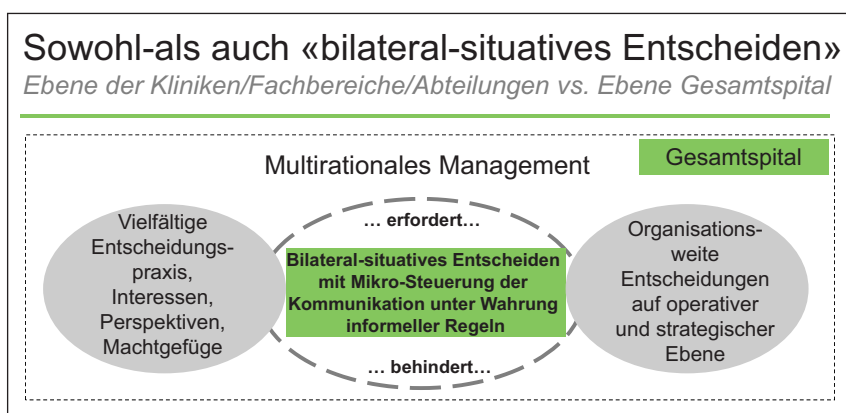 Sowohl-als auch «bilateral-situatives Entscheiden»
Ebene der Kliniken/Fachbereiche/Abteilungen vs. Ebene Gesamtspital
Multirationales Management
Gesamtspital
Vielfältige
Entscheidungs-
praxis,
Interessen,
Perspektiven,
Machtgefüge
… erfordert…
Bilateral-situatives Entscheiden
mit Mikro-Steuerung der
Kommunikation unter Wahrung
informeller Regeln
… behindert…
Organisations-
weite
Entscheidungen
auf operativer
und strategischer
Ebene